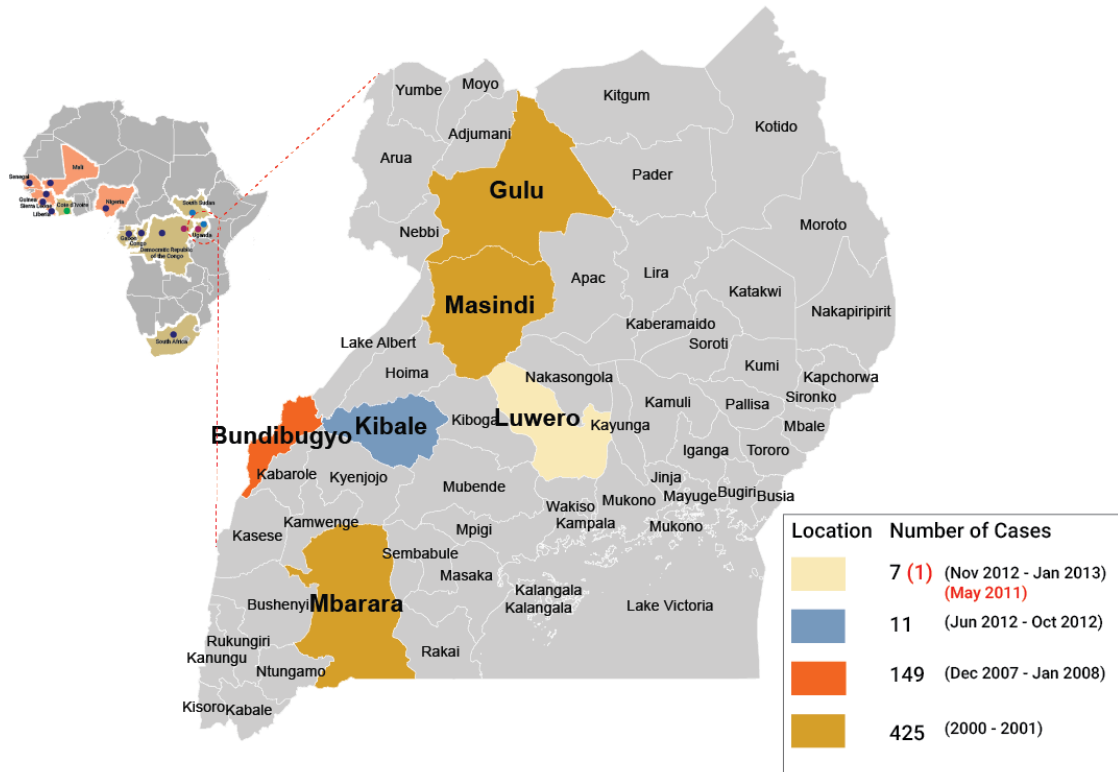 Yumbe
Moyo
Kitgum
Kotido
Adjumani
Arua
Gulu
Pader
Mali
Senegal
Guinea
Sierra Leone
Liberia
Cote d'Ivoire
Nigeria
South Sudan
Uganda
Gabon
Congo
Democratic Republic
of the Congo
South Africa
Nebbi
Moroto
Apac
Lira
Katakwi
Masindi
Nakapiripirit
Kaberamaido
Soroti
Lake Albert
Hoima
Nakasongola
Kumi
Kapchorwa
Sironko
Kamuli
Pallisa
Mbale
Bundibugyo
Kibale
Kiboga
Luwero
Kayunga
Iganga
Tororo
Kabarole
Kyenjojo
Mubende
Jinja
Wakiso
Mukono
Mayuge
Bugiri
Busia
Kampala
Mukono
Kasese
Kamwenge
Mpigi
Sembabule
Masaka
Kalangala
Kalangala
Lake Victoria
Bushenyi
Mbarara
Rukungiri
Kanungu
Ntungamo
Rakai
Kisoro
Kabale
Location Number of Cases
7 (1) (Nov 2012 - Jan 2013)
(May 2011)
11 (Jun 2012 - Oct 2012)
149 (Dec 2007 - Jan 2008)
425 (2000 - 2001)